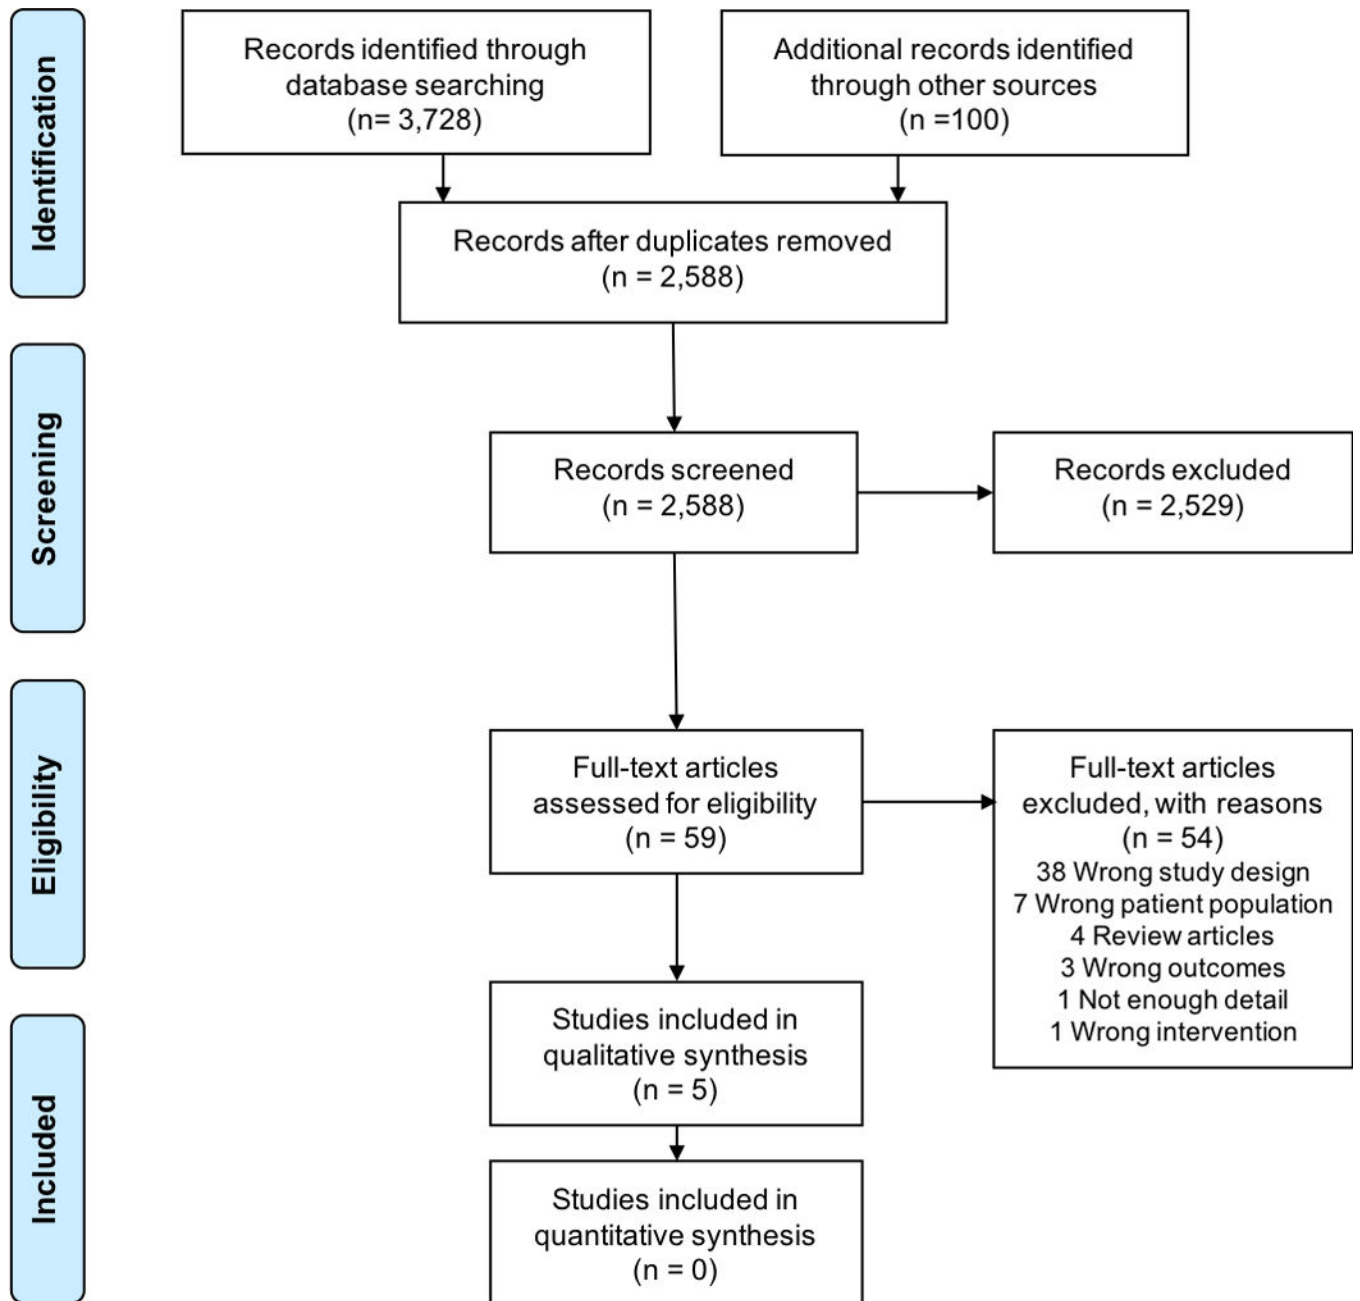 Identification
Records identified through
database searching
(n= 3,728)
Additional records identified
through other sources
(n =100)
Records after duplicates removed
(n = 2,588)
Screening
Records screened
(n = 2,588)
Records excluded
(n = 2,529)
Eligibility
Full-text articles
assessed for eligibility
(n = 59)
Full-text articles
excluded, with reasons
(n = 54)
38 Wrong study design
7 Wrong patient population
4 Review articles
3 Wrong outcomes
1 Not enough detail
1 Wrong intervention
Included
Studies included in
qualitative synthesis
(n = 5)
Studies included in
quantitative synthesis
(n = 0)